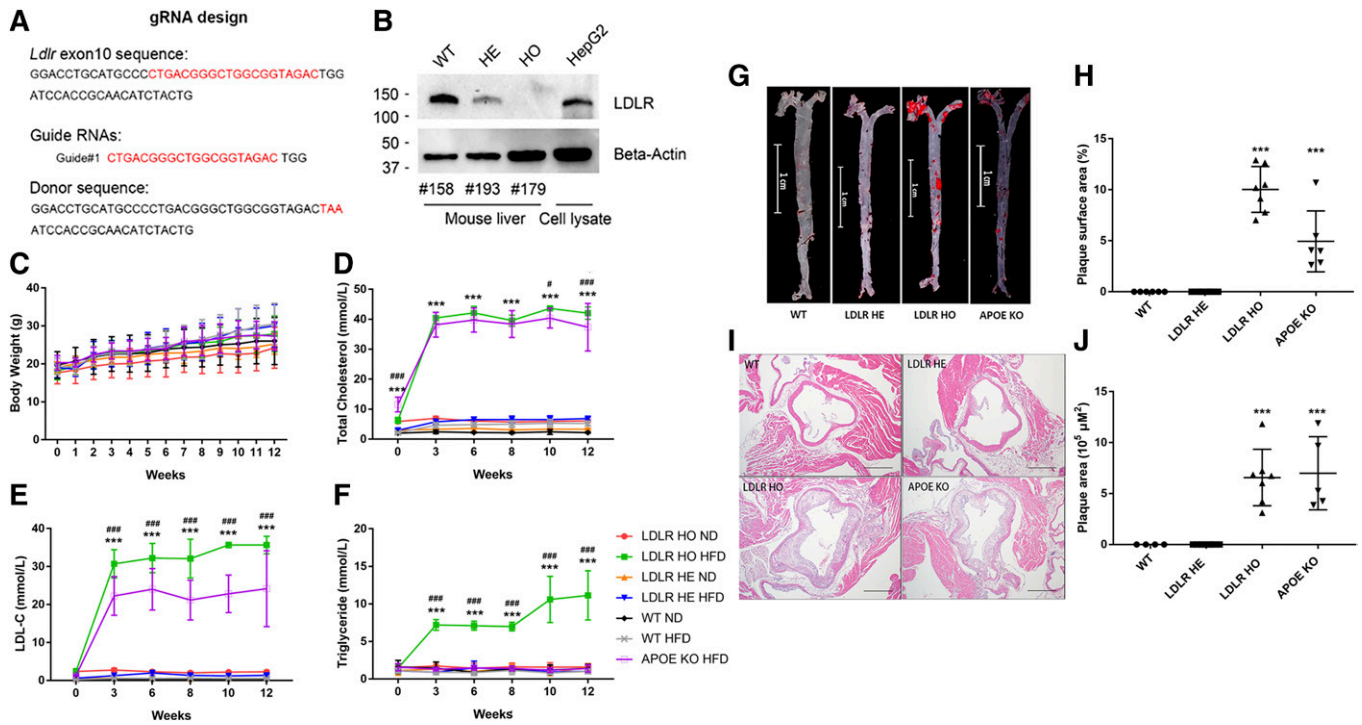 A
gRNA design
Ldlr exon10 sequence:
GGACCTGCATGCCCCTGACGGGCTGGCGGTAGACTGG
ATCCACCGCAACATCTACTG
Guide RNAs:
Guide#1 CTGACGGGCTGGCGGTAGAC TGG
Donor sequence:
GGACCTGCATGCCCCTGACGGGCTGGCGGTAGACTAA
ATCCACCGCAACATCTACTG
B
WT HE HO HepG2
150
100
LDLR
50
37
Beta-Actin
#158 #193 #179
Mouse liver Cell lysate
C
Body Weight (g)
40
30
20
10
0
0 1 2 3 4 5 6 7 8 9 10 11 12
Weeks
D
Total Cholesterol (mmol/L)
50
40
30
20
10
0
###
***
***
***
***
#
***
###
***
0 3 6 8 10 12
Weeks
E
LDL-C (mmol/L)
40
30
20
10
0
### ### ### ### ###
*** *** *** *** ***
0 3 6 8 10 12
Weeks
F
Triglyceride (mmol/L)
20
15
10
5
0
### ### ### ### ###
*** *** *** *** ***
0 3 6 8 10 12
Weeks
LDLR HO ND
LDLR HO HFD
LDLR HE ND
LDLR HE HFD
WT ND
WT HFD
APOE KO HFD
G
1 cm 1 cm 1 cm 1 cm
WT LDLR HE LDLR HO APOE KO
H
Plaque surface area (%)
15
10
5
0
*** ***
WT LDLR HE LDLR HO APOE KO
I
WT LDLR HE
LDLR HO APOE KO
J
Plaque area (10⁵ µM²)
15
10
5
0
*** ***
WT LDLR HE LDLR HO APOE KO